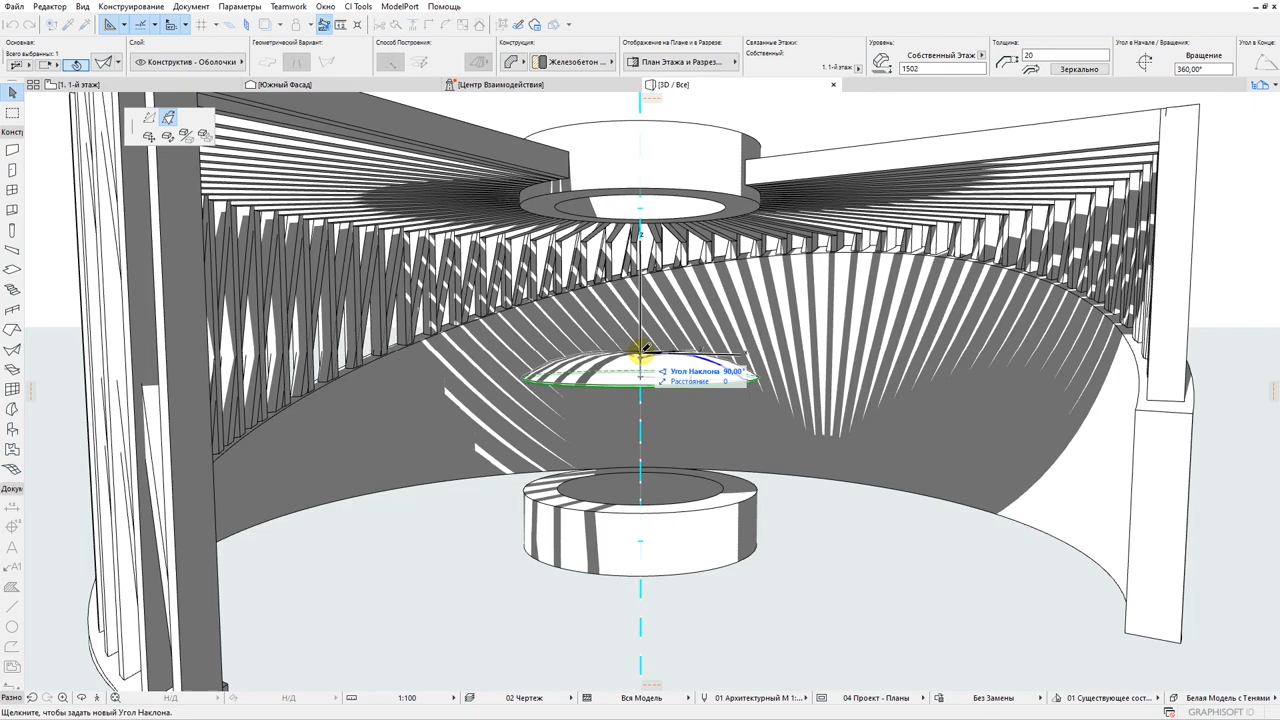 Файл Редактор Вид Конструирование Документ Параметры Teamwork Окно CI Tools ModelPort Помощь
Основная: Слой: Геометрический Вариант: Способ Построения: Конструкция: Отображение на Плане и в Разрезе: Связанные Этажи: Уровень: Толщина: Угол в Начале / Вращения: Угол в Конце
Всего выбранных: 1 Собственный: Собственный Этаж 20 Вращение
Конструктив - Оболочки Железобетон ... План Этажа и Разрез...
1. 1-й этаж 1502 Зеркально 360,00°
[1. 1-й этаж] [Южный Фасад] [Центр Взаимодействия] [3D / Все]
Конст
z
Угол Наклона 90,00°
Расстояние 0
Докум
A
A1
Разно Н/Д Н/Д 1:100 02 Чертеж Вся Модель 01 Архитектурный М 1:... 04 Проект - Планы Без Замены 01 Существующее сост... Белая Модель с Тенями
Щелкните, чтобы задать новый Угол Наклона. GRAPHISOFT ID